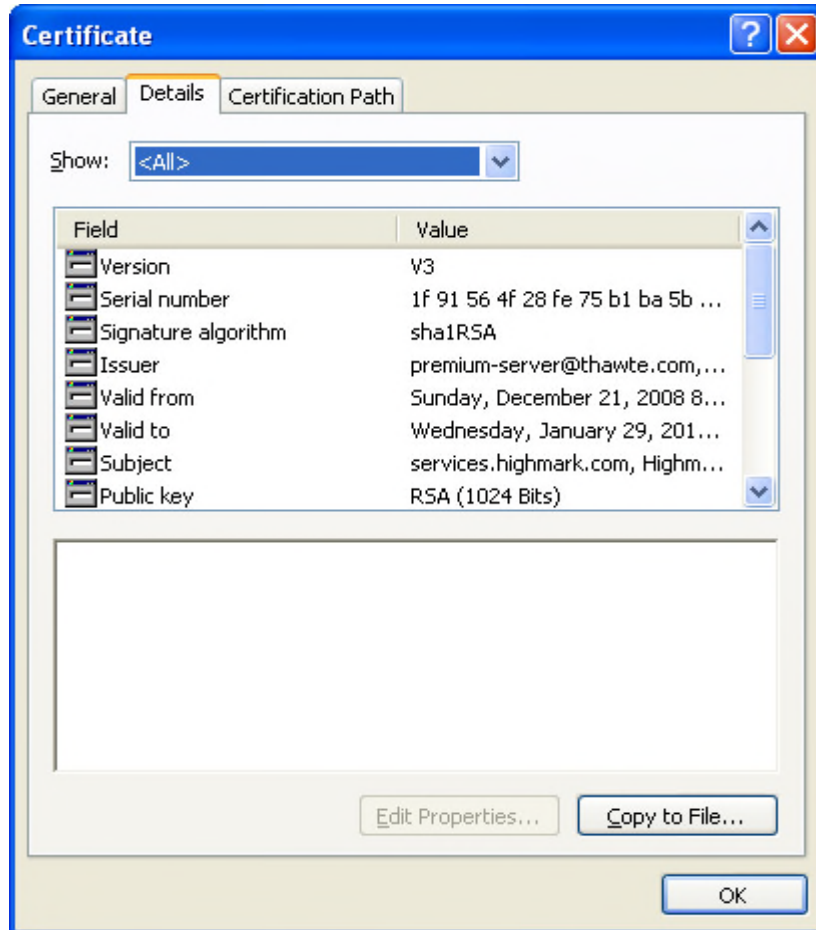 Certificate
General Details Certification Path
Show: <All>
Field Value
Version V3
Serial number 1f 91 56 4f 28 fe 75 b1 ba 5b ...
Signature algorithm sha1RSA
Issuer premium-server@thawte.com,...
Valid from Sunday, December 21, 2008 8...
Valid to Wednesday, January 29, 201...
Subject services.highmark.com, Highm...
Public key RSA (1024 Bits)
Edit Properties... Copy to File...
OK